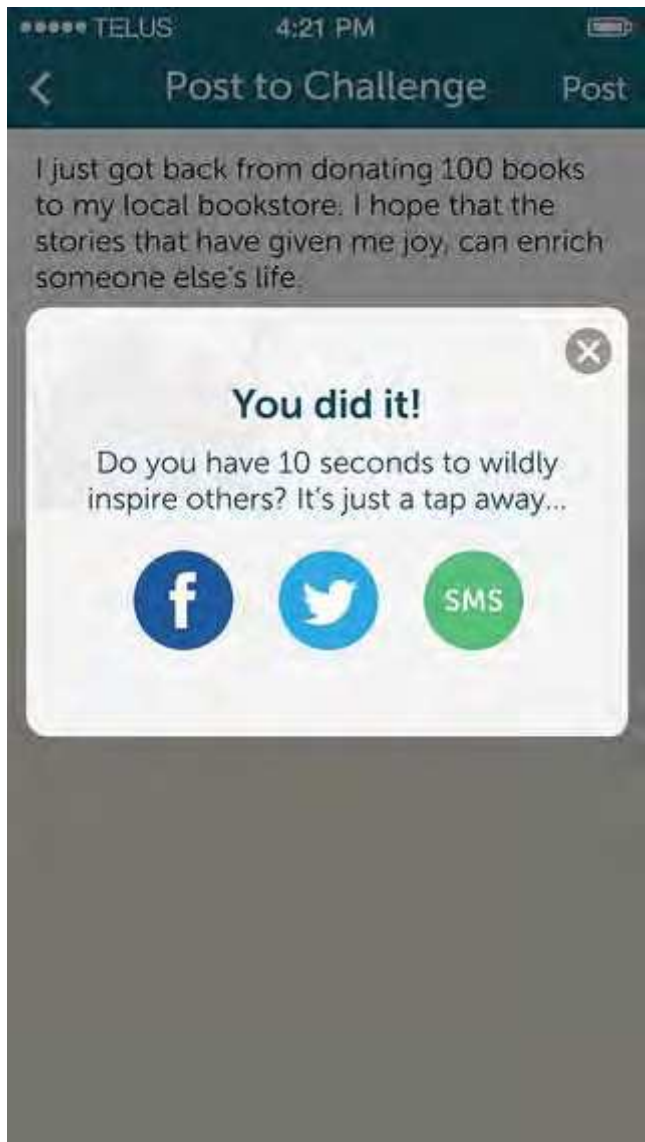 TELUS 4:21 PM
Post to Challenge Post
I just got back from donating 100 books
to my local bookstore. I hope that the
stories that have given me joy, can enrich
someone else's life.
You did it!
Do you have 10 seconds to wildly
inspire others? It's just a tap away...
f SMS